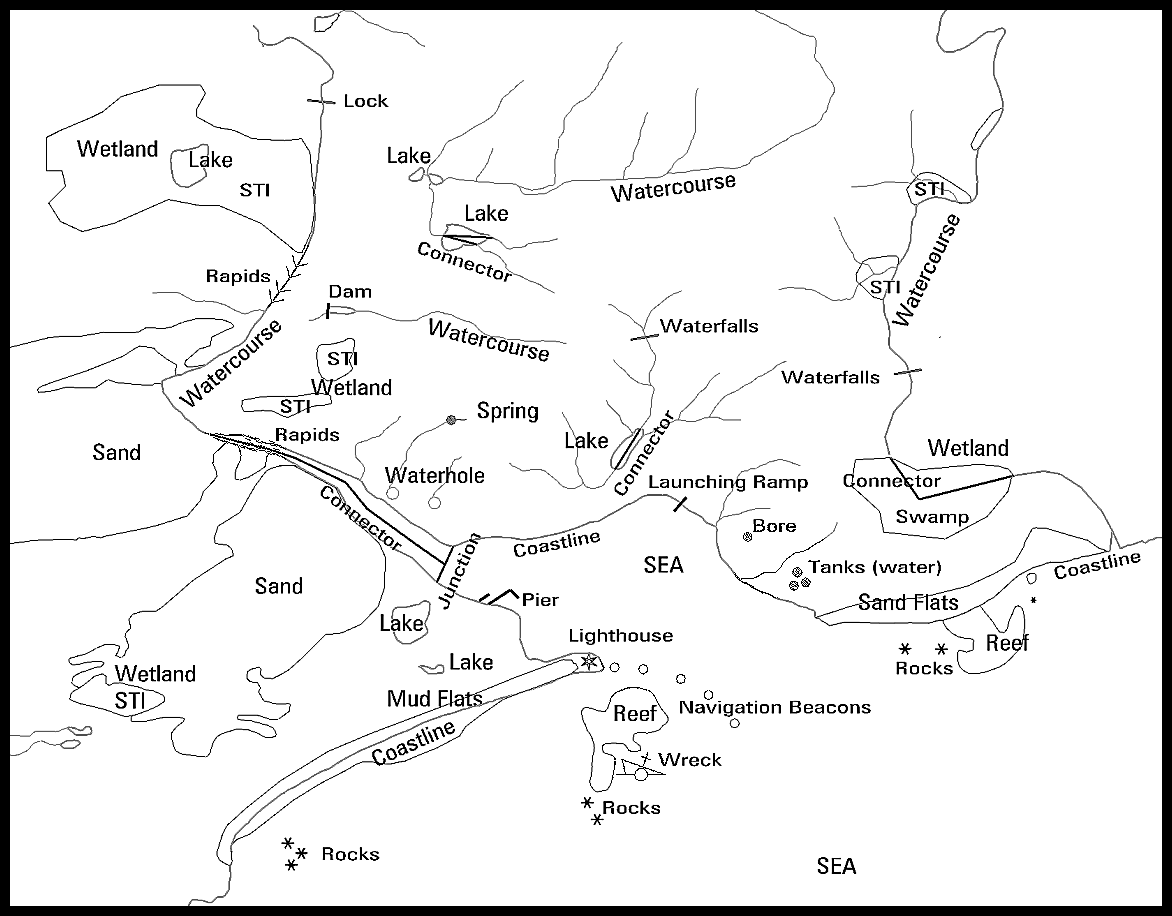 Lock
Wetland
Lake
STI
Lake
Watercourse
STI
Lake
Connector
Rapids
STI
Watercourse
Dam
Watercourse
Waterfalls
Watercourse
STI
Wetland
STI
Waterfalls
Spring
Rapids
Lake
Connector
Sand
Wetland
Waterhole
Launching Ramp
Connector
Connector
Swamp
Bore
Junction
Coastline
SEA
Tanks (water)
Coastline
Sand
Pier
Sand Flats
Lake
Lighthouse
Reef
Lake
Rocks
Wetland
STI
Mud Flats
Reef
Navigation Beacons
Coastline
Wreck
Rocks
Rocks
SEA